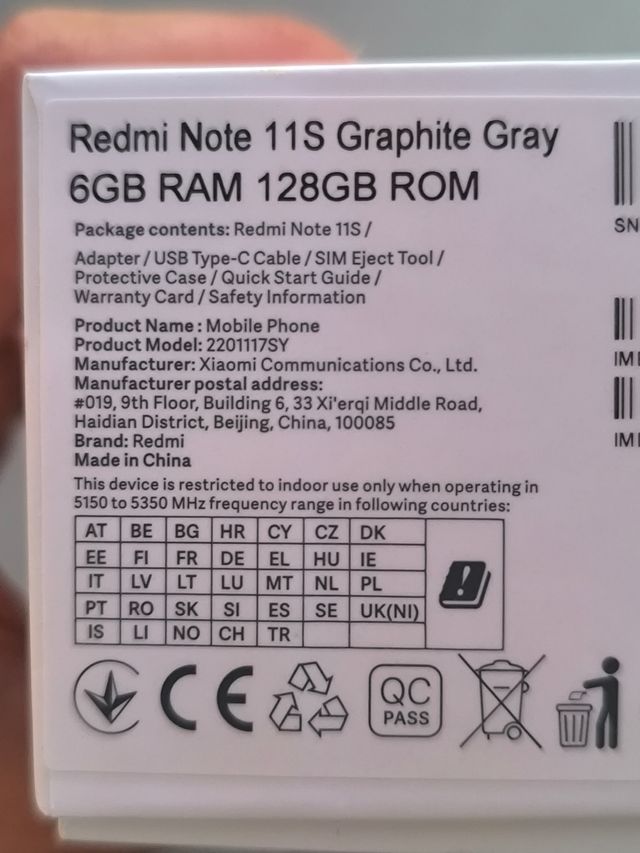 Redmi Note 11S Graphite Gray
6GB RAM 128GB ROM
Package contents: Redmi Note 11S /
Adapter / USB Type-C Cable / SIM Eject Tool /
Protective Case / Quick Start Guide /
Warranty Card / Safety Information
Product Name : Mobile Phone
Product Model: 2201117SY
Manufacturer: Xiaomi Communications Co., Ltd.
Manufacturer postal address:
#019, 9th Floor, Building 6, 33 Xi'erqi Middle Road,
Haidian District, Beijing, China, 100085
Brand: Redmi
Made in China
This device is restricted to indoor use only when operating in
5150 to 5350 MHz frequency range in following countries:
AT BE BG HR CY CZ DK
EE FI FR DE EL HU IE
IT LV LT LU MT NL PL
PT RO SK SI ES SE UK(NI)
IS LI NO CH TR
CE
QC
PASS
SN